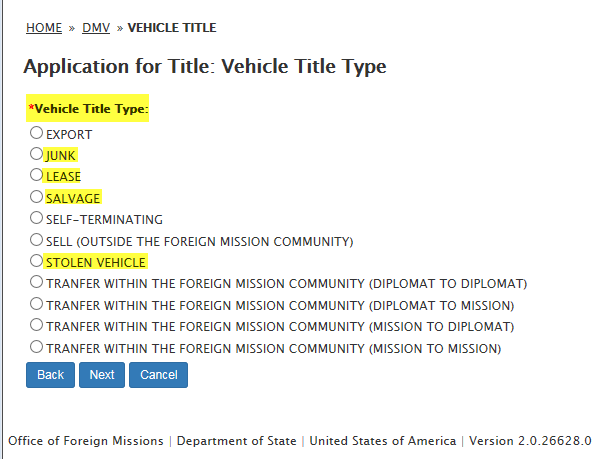 HOME » DMV » VEHICLE TITLE
Application for Title: Vehicle Title Type
*Vehicle Title Type:
EXPORT
JUNK
LEASE
SALVAGE
SELF-TERMINATING
SELL (OUTSIDE THE FOREIGN MISSION COMMUNITY)
STOLEN VEHICLE
TRANFER WITHIN THE FOREIGN MISSION COMMUNITY (DIPLOMAT TO DIPLOMAT)
TRANFER WITHIN THE FOREIGN MISSION COMMUNITY (DIPLOMAT TO MISSION)
TRANFER WITHIN THE FOREIGN MISSION COMMUNITY (MISSION TO DIPLOMAT)
TRANFER WITHIN THE FOREIGN MISSION COMMUNITY (MISSION TO MISSION)
Back Next Cancel
Office of Foreign Missions | Department of State | United States of America | Version 2.0.26628.0